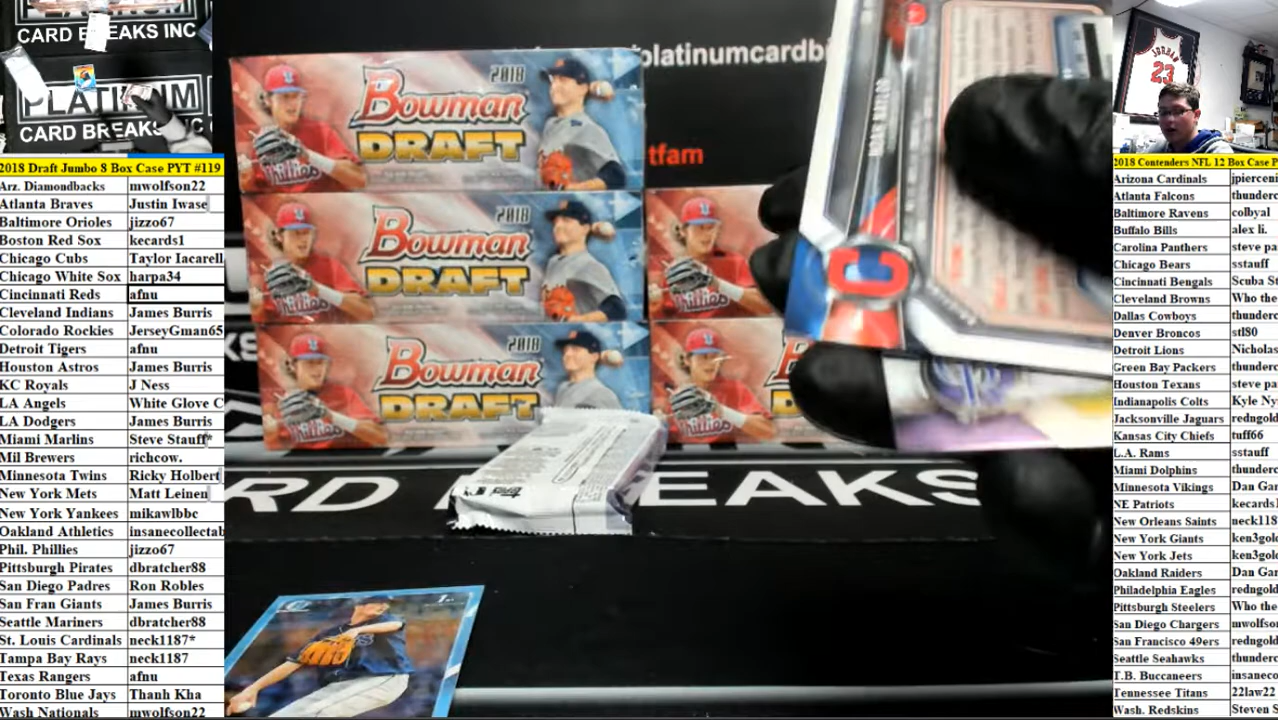 CARD BREAKS INC
PLATINUM
CARD BREAKS
2018 Draft Jumbo 8 Box Case PYT #119
Arz. Diamondbacks mwolfson22
Atlanta Braves Justin Iwase
Baltimore Orioles jizzo67
Boston Red Sox kecards1
Chicago Cubs Taylor Iacarell
Chicago White Sox harpa34
Cincinnati Reds afnu
Cleveland Indians James Burris
Colorado Rockies JerseyGman65
Detroit Tigers afnu
Houston Astros James Burris
KC Royals J Ness
LA Angels White Glove C
LA Dodgers James Burris
Miami Marlins Steve Stauff*
Mil Brewers richcow.
Minnesota Twins Ricky Holbert
New York Mets Matt Leinen
New York Yankees mikawlbbc
Oakland Athletics insanecollectab
Phil. Phillies jizzo67
Pittsburgh Pirates dbratcher88
San Diego Padres Ron Robles
San Fran Giants James Burris
Seattle Mariners dbratcher88
St. Louis Cardinals neck1187*
Tampa Bay Rays neck1187
Texas Rangers afnu
Toronto Blue Jays Thanh Kha
Wash Nationals mwolfson22
/platinumcardb
tfam
2018
Bowman
DRAFT
Phillies
2018
Bowman
DRAFT
Phillies
2018
Bowman
DRAFT
Phillies
Phillies
Phillies
C
RD BREAKS
JORDAN
23
2018 Contenders NFL 12 Box Case P
Arizona Cardinals jpierceni
Atlanta Falcons thunderc
Baltimore Ravens colbyal
Buffalo Bills alex li.
Carolina Panthers steve pa
Chicago Bears sstauff
Cincinnati Bengals Scuba St
Cleveland Browns Who the
Dallas Cowboys thunderc
Denver Broncos stl80
Detroit Lions Nicholas
Green Bay Packers thunderc
Houston Texans steve pa
Indianapolis Colts Kyle Ny
Jacksonville Jaguars redngold
Kansas City Chiefs tuff66
L.A. Rams sstauff
Miami Dolphins thunderc
Minnesota Vikings Dan Gar
NE Patriots kecards1
New Orleans Saints neck118
New York Giants ken3gold
New York Jets ken3gold
Oakland Raiders Dan Gar
Philadelphia Eagles redngold
Pittsburgh Steelers Who the
San Diego Chargers mwolfso
San Francisco 49ers redngold
Seattle Seahawks thunderc
T.B. Buccaneers insaneco
Tennessee Titans 22law22
Wash. Redskins Steven S